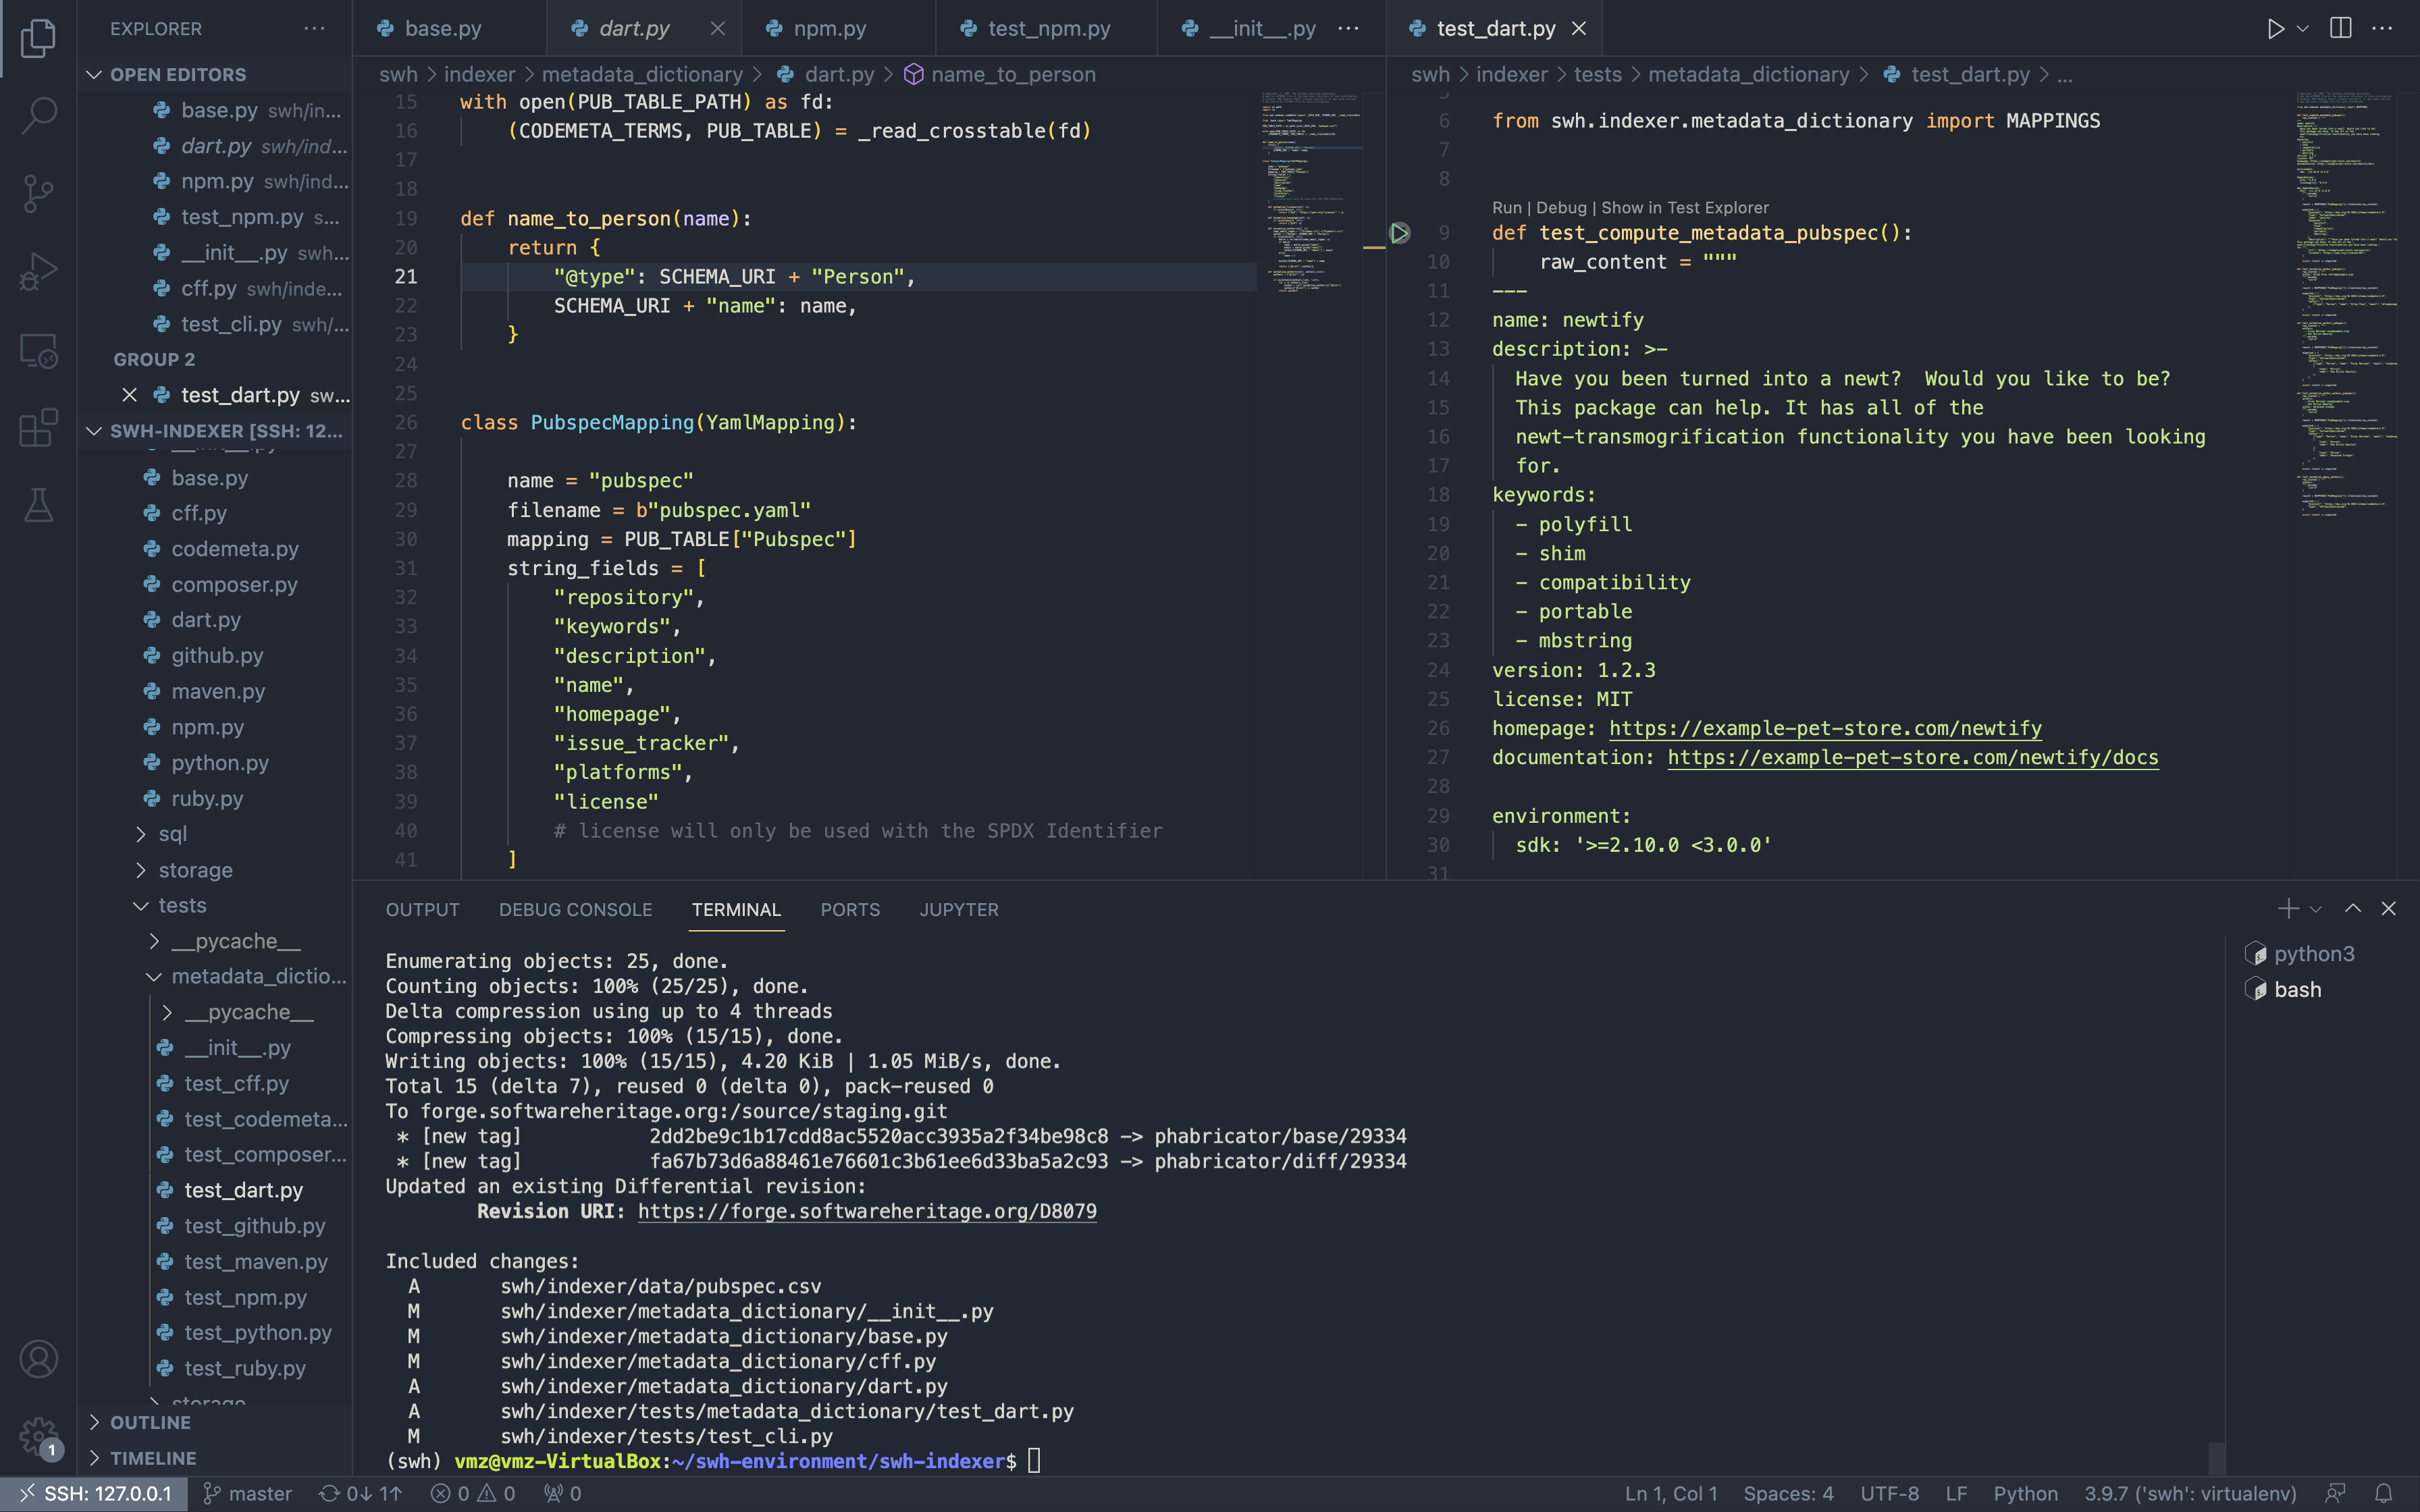 EXPLORER
OPEN EDITORS
base.py swh/in...
dart.py swh/ind...
npm.py swh/ind...
test_npm.py s...
__init__.py swh...
cff.py swh/inde...
test_cli.py swh/...
GROUP 2
test_dart.py sw...
SWH-INDEXER [SSH: 12...
base.py
cff.py
codemeta.py
composer.py
dart.py
github.py
maven.py
npm.py
python.py
ruby.py
sql
storage
tests
__pycache__
metadata_dictio...
__pycache__
__init__.py
test_cff.py
test_codemeta...
test_composer...
test_dart.py
test_github.py
test_maven.py
test_npm.py
test_python.py
test_ruby.py
storage
OUTLINE
TIMELINE
1
base.py dart.py npm.py test_npm.py __init__.py ...
swh > indexer > metadata_dictionary > dart.py > name_to_person
15 with open(PUB_TABLE_PATH) as fd:
16 (CODEMETA_TERMS, PUB_TABLE) = _read_crosstable(fd)
17
18
19 def name_to_person(name):
20 return {
21 "@type": SCHEMA_URI + "Person",
22 SCHEMA_URI + "name": name,
23 }
24
25
26 class PubspecMapping(YamlMapping):
27
28 name = "pubspec"
29 filename = b"pubspec.yaml"
30 mapping = PUB_TABLE["Pubspec"]
31 string_fields = [
32 "repository",
33 "keywords",
34 "description",
35 "name",
36 "homepage",
37 "issue_tracker",
38 "platforms",
39 "license"
40 # license will only be used with the SPDX Identifier
41 ]
test_dart.py
swh > indexer > tests > metadata_dictionary > test_dart.py > ...
5
6 from swh.indexer.metadata_dictionary import MAPPINGS
7
8
Run | Debug | Show in Test Explorer
9 def test_compute_metadata_pubspec():
10 raw_content = """
11 ---
12 name: newtify
13 description: >-
14 Have you been turned into a newt?  Would you like to be?
15 This package can help. It has all of the
16 newt-transmogrification functionality you have been looking
17 for.
18 keywords:
19 - polyfill
20 - shim
21 - compatibility
22 - portable
23 - mbstring
24 version: 1.2.3
25 license: MIT
26 homepage: https://example-pet-store.com/newtify
27 documentation: https://example-pet-store.com/newtify/docs
28
29 environment:
30 sdk: '>=2.10.0 <3.0.0'
31
OUTPUT DEBUG CONSOLE TERMINAL PORTS JUPYTER
Enumerating objects: 25, done.
Counting objects: 100% (25/25), done.
Delta compression using up to 4 threads
Compressing objects: 100% (15/15), done.
Writing objects: 100% (15/15), 4.20 KiB | 1.05 MiB/s, done.
Total 15 (delta 7), reused 0 (delta 0), pack-reused 0
To forge.softwareheritage.org:/source/staging.git
* [new tag] 2dd2be9c1b17cdd8ac5520acc3935a2f34be98c8 -> phabricator/base/29334
* [new tag] fa67b73d6a88461e76601c3b61ee6d33ba5a2c93 -> phabricator/diff/29334
Updated an existing Differential revision:
Revision URI: https://forge.softwareheritage.org/D8079
Included changes:
A swh/indexer/data/pubspec.csv
M swh/indexer/metadata_dictionary/__init__.py
M swh/indexer/metadata_dictionary/base.py
M swh/indexer/metadata_dictionary/cff.py
A swh/indexer/metadata_dictionary/dart.py
A swh/indexer/tests/metadata_dictionary/test_dart.py
M swh/indexer/tests/test_cli.py
(swh) vmz@vmz-VirtualBox:~/swh-environment/swh-indexer$
python3
bash
SSH: 127.0.0.1 master 0↓ 1↑ 0 0 0 Ln 1, Col 1 Spaces: 4 UTF-8 LF Python 3.9.7 ('swh': virtualenv)